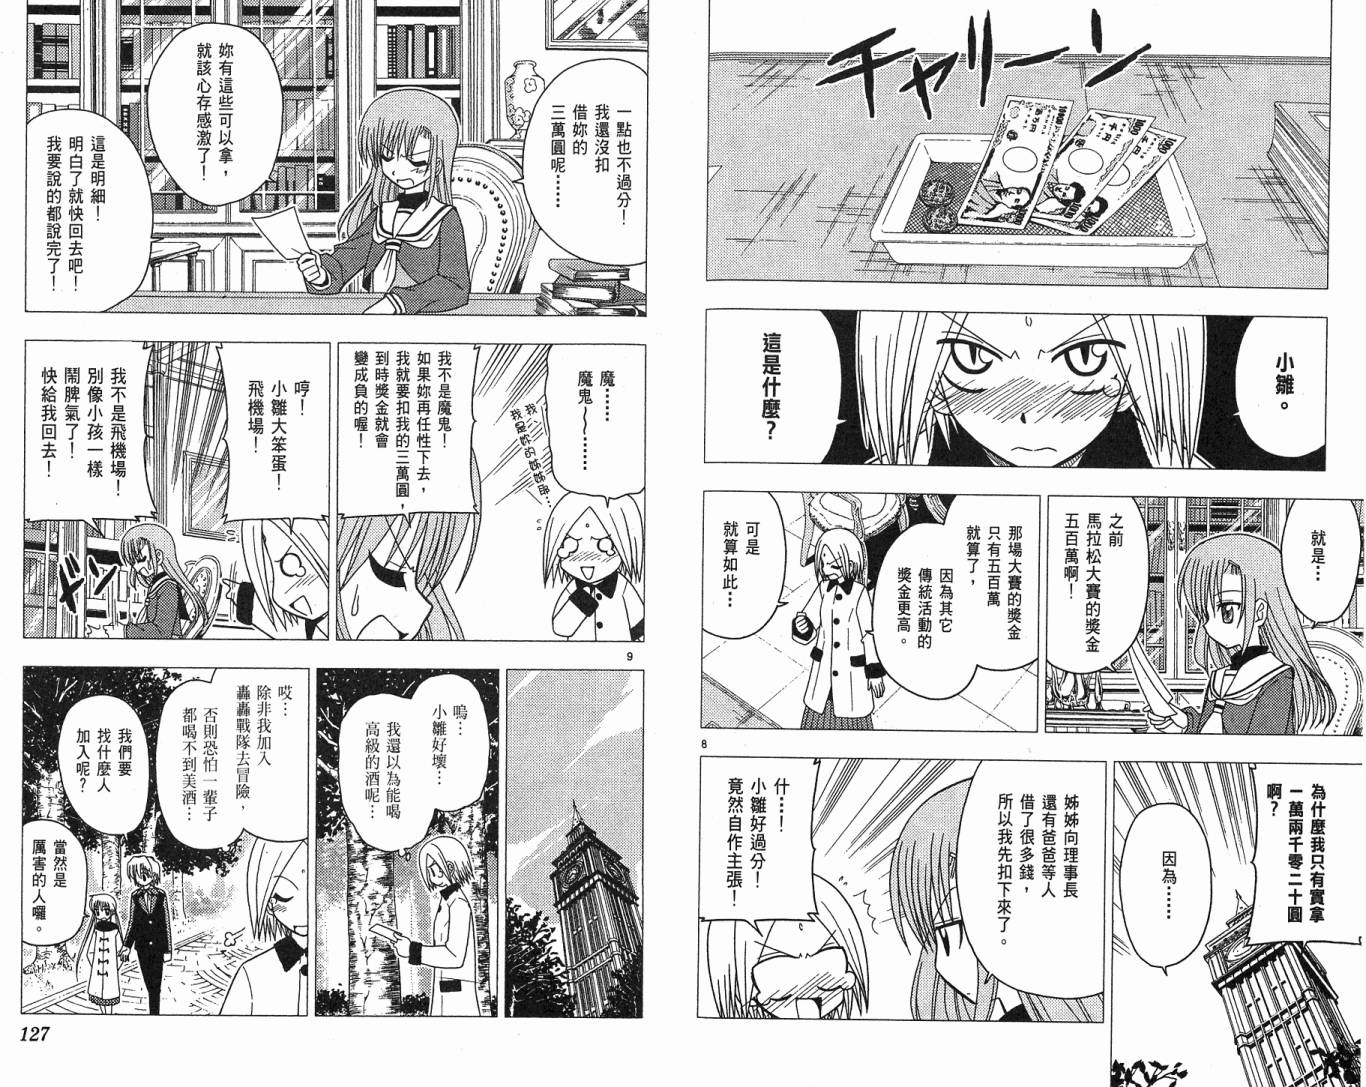 チャリーン
小雛。
這是什麼?
就是…
之前
馬拉松大賽的獎金
五百萬啊!
那場大賽的獎金
只有五百萬
就算了,
因為其它
傳統活動的
獎金更高。
可是
就算如此…
8
為什麼我只有實拿
一萬兩千零二十圓
啊?
因為……
姊姊向理事長
還有爸爸等人
借了很多錢,
所以我先扣下來了。
什…!
小雛好過分!
竟然自作主張!
一點也不過分!
我還沒扣
借妳的
三萬圓呢……
妳有這些可以拿,
就該心存感激了!
這是明細!
明白了就快回去吧!
我要說的都說完了!
魔……
魔鬼~……
我…
我是妳的姊姊耶…
我不是魔鬼!
如果妳再任性下去,
我就要扣我的三萬圓,
到時獎金就會
變成負的喔!
哼!
小雛大笨蛋!
飛機場!
我不是飛機場!
別像小孩一樣
鬧脾氣了!
快給我回去!
ドン
9
嗚…
小雛好壞…
我還以為能喝
高級的酒呢…
哎…
除非我加入
轟轟戰隊去冒險,
否則恐怕一輩子
都喝不到美酒…
我們要
找什麼人
加入呢?
當然是
厲害的人囉。
127